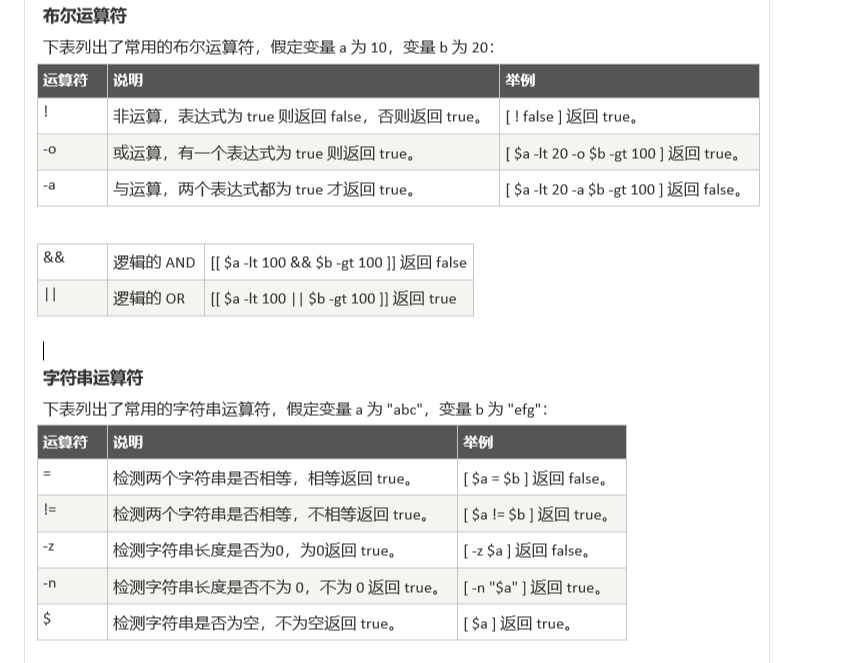 布尔运算符
下表列出了常用的布尔运算符，假定变量 a 为 10，变量 b 为 20：
运算符 说明 举例
! 非运算，表达式为 true 则返回 false，否则返回 true。 [ ! false ] 返回 true。
-o 或运算，有一个表达式为 true 则返回 true。 [ $a -lt 20 -o $b -gt 100 ] 返回 true。
-a 与运算，两个表达式都为 true 才返回 true。 [ $a -lt 20 -a $b -gt 100 ] 返回 false。
&& 逻辑的 AND [[ $a -lt 100 && $b -gt 100 ]] 返回 false
|| 逻辑的 OR [[ $a -lt 100 || $b -gt 100 ]] 返回 true
字符串运算符
下表列出了常用的字符串运算符，假定变量 a 为 "abc"，变量 b 为 "efg"：
运算符 说明 举例
= 检测两个字符串是否相等，相等返回 true。 [ $a = $b ] 返回 false。
!= 检测两个字符串是否相等，不相等返回 true。 [ $a != $b ] 返回 true。
-z 检测字符串长度是否为0，为0返回 true。 [ -z $a ] 返回 false。
-n 检测字符串长度是否不为 0，不为 0 返回 true。 [ -n "$a" ] 返回 true。
$ 检测字符串是否为空，不为空返回 true。 [ $a ] 返回 true。